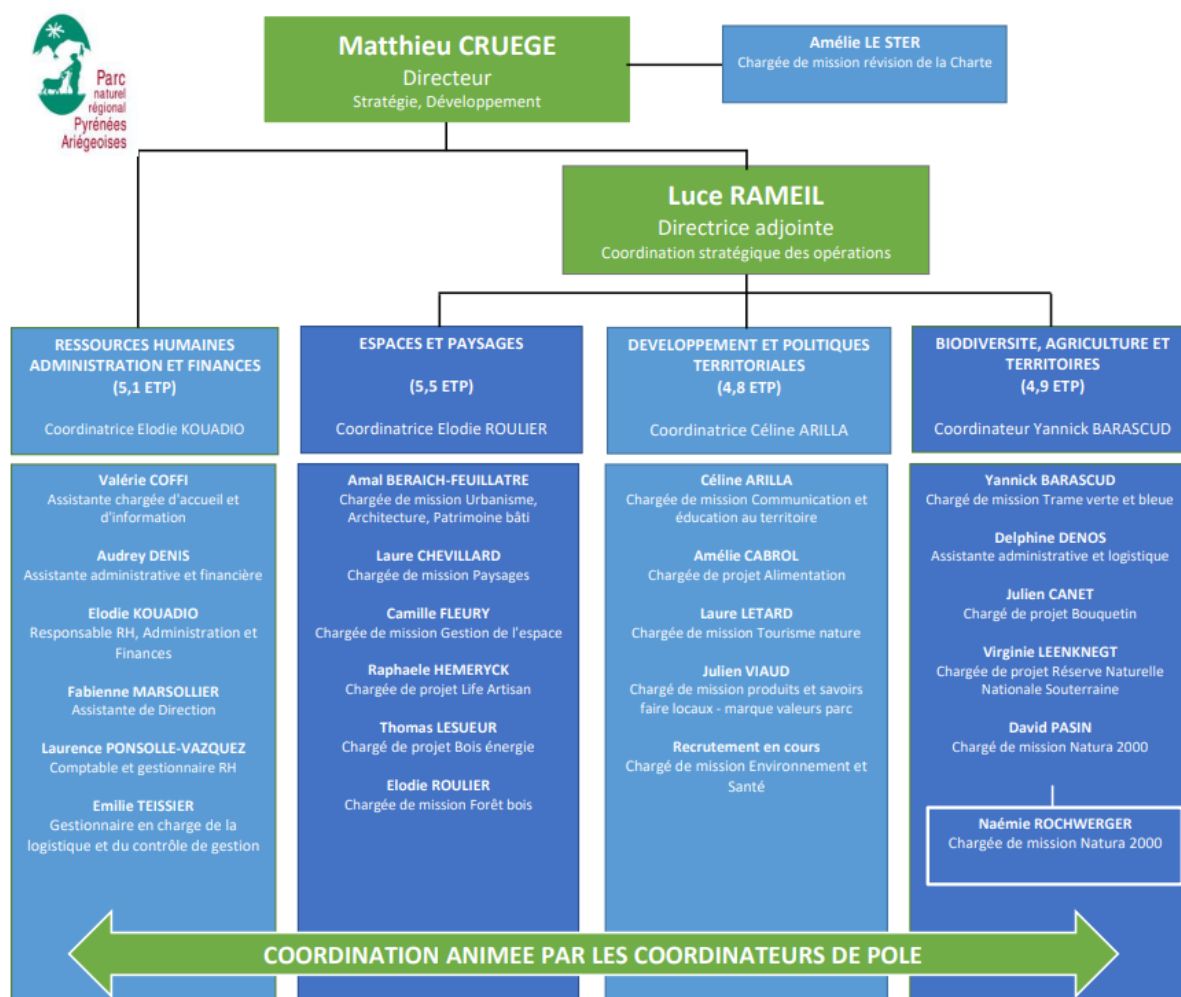 Parc
naturel
régional
Pyrénées
Ariégeoises
Matthieu CRUEGE
Directeur
Stratégie, Développement
Amélie LE STER
Chargée de mission révision de la Charte
Luce RAMEIL
Directrice adjointe
Coordination stratégique des opérations
RESSOURCES HUMAINES
ADMINISTRATION ET FINANCES
(5,1 ETP)
Coordinatrice Elodie KOUADIO
Valérie COFFI
Assistante chargée d'accueil et
d'information
Audrey DENIS
Assistante administrative et financière
Elodie KOUADIO
Responsable RH, Administration et
Finances
Fabienne MARSOLLIER
Assistante de Direction
Laurence PONSOLLE-VAZQUEZ
Comptable et gestionnaire RH
Emilie TEISSIER
Gestionnaire en charge de la
logistique et du contrôle de gestion
ESPACES ET PAYSAGES
(5,5 ETP)
Coordinatrice Elodie ROULIER
Amal BERAICH-FEUILLATRE
Chargée de mission Urbanisme,
Architecture, Patrimoine bâti
Laure CHEVILLARD
Chargée de mission Paysages
Camille FLEURY
Chargée de mission Gestion de l'espace
Raphaele HEMERYCK
Chargée de projet Life Artisan
Thomas LESUEUR
Chargé de projet Bois énergie
Elodie ROULIER
Chargée de mission Forêt bois
DEVELOPPEMENT ET POLITIQUES
TERRITORIALES
(4,8 ETP)
Coordinatrice Céline ARILLA
Céline ARILLA
Chargée de mission Communication et
éducation au territoire
Amélie CABROL
Chargée de projet Alimentation
Laure LETARD
Chargée de mission Tourisme nature
Julien VIAUD
Chargé de mission produits et savoirs
faire locaux - marque valeurs parc
Recrutement en cours
Chargé de mission Environnement et
Santé
BIODIVERSITE, AGRICULTURE ET
TERRITOIRES
(4,9 ETP)
Coordinateur Yannick BARASCUD
Yannick BARASCUD
Chargé de mission Trame verte et bleue
Delphine DENOS
Assistante administrative et logistique
Julien CANET
Chargé de projet Bouquetin
Virginie LEENKNEGT
Chargée de projet Réserve Naturelle
Nationale Souterraine
David PASIN
Chargé de mission Natura 2000
Naémie ROCHWERGER
Chargée de mission Natura 2000
COORDINATION ANIMEE PAR LES COORDINATEURS DE POLE